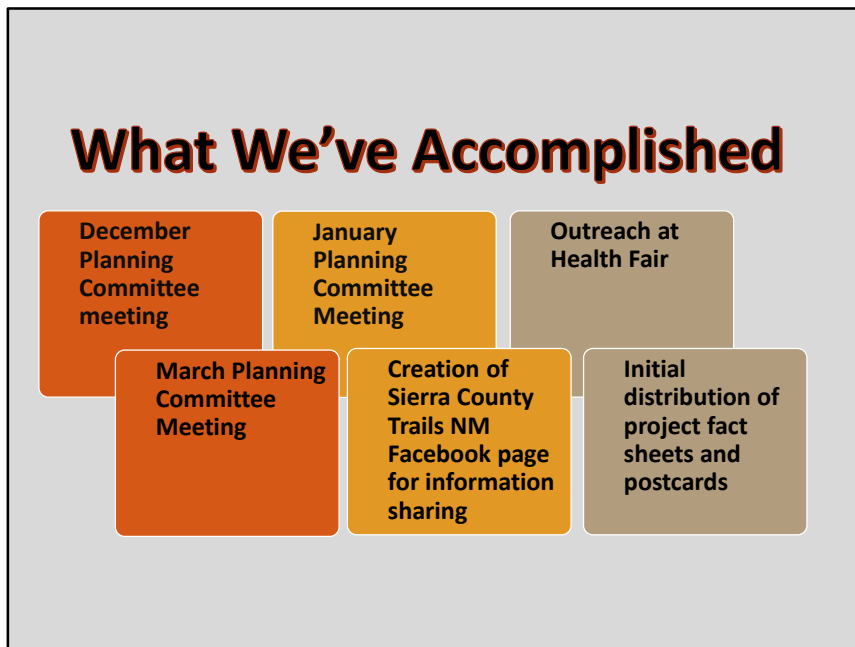 What We've Accomplished
December
Planning
Committee
meeting
January
Planning
Committee
Meeting
Outreach at
Health Fair
March Planning
Committee
Meeting
Creation of
Sierra County
Trails NM
Facebook page
for information
sharing
Initial
distribution of
project fact
sheets and
postcards